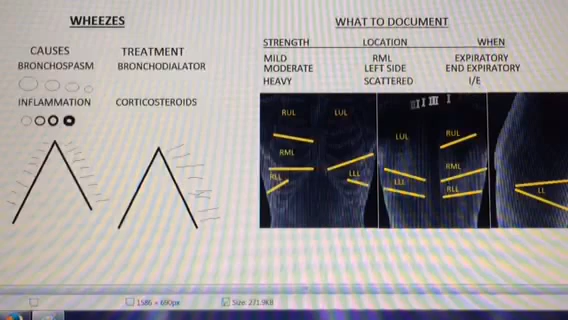 WHEEZES
CAUSES TREATMENT
BRONCHOSPASM BRONCHODIALATOR
INFLAMMATION CORTICOSTEROIDS
WHAT TO DOCUMENT
STRENGTH LOCATION WHEN
MILD RML EXPIRATORY
MODERATE LEFT SIDE END EXPIRATORY
HEAVY SCATTERED I/E
RUL LUL
RML
RLL LLL
LUL RUL
RML
LLL RLL
LL
1586 × 690px Size: 271.9KB